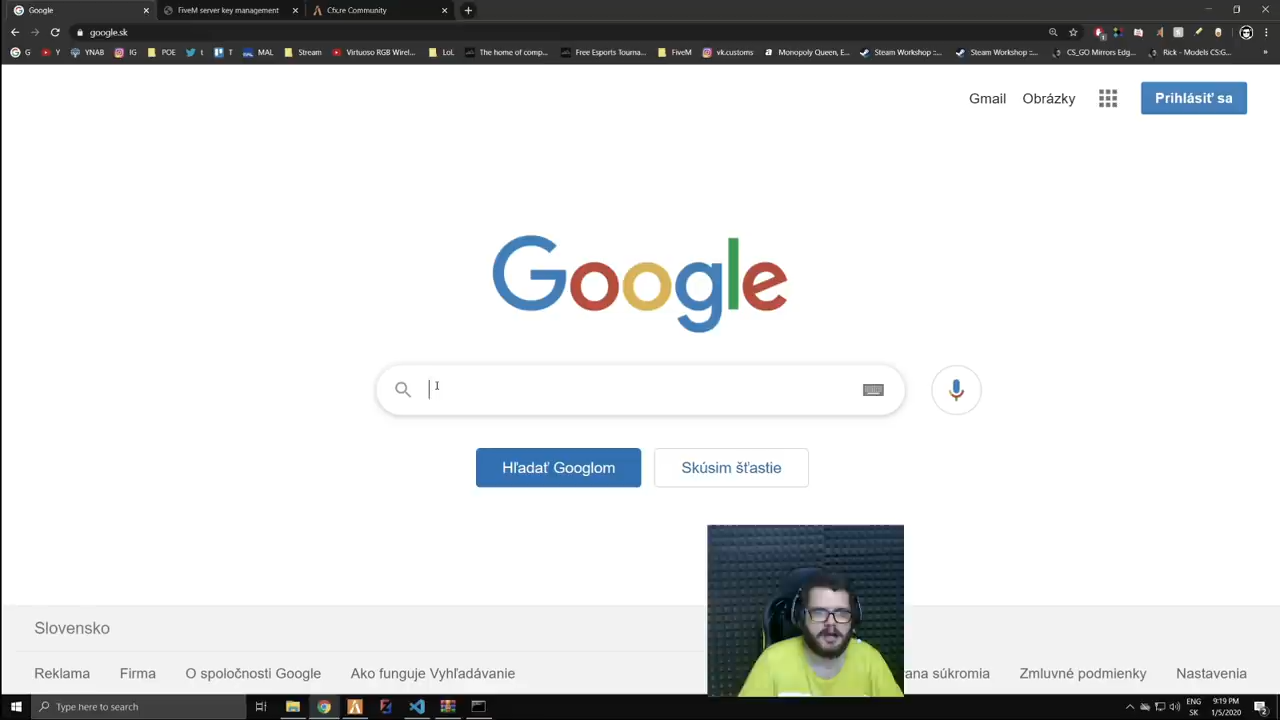 Google
FiveM server key management
Cfx.re Community
google.sk
G
YNAB
IG
POE
t
T
MAL
Stream
Virtuoso RGB Wirel...
LoL
The home of comp...
Free Esports Tourna...
FiveM
vk.customs
Monopoly Queen, E...
Steam Workshop ::...
Steam Workshop ::...
CS_GO Mirrors Edg...
Rick - Models CS:G...
Gmail
Obrázky
Prihlásiť sa
Google
Hľadať Googlom
Skúsim šťastie
Slovensko
Reklama
Firma
O spoločnosti Google
Ako funguje Vyhľadávanie
ana súkromia
Zmluvné podmienky
Nastavenia
Type here to search
ENG
SK
9:19 PM
1/5/2020
2